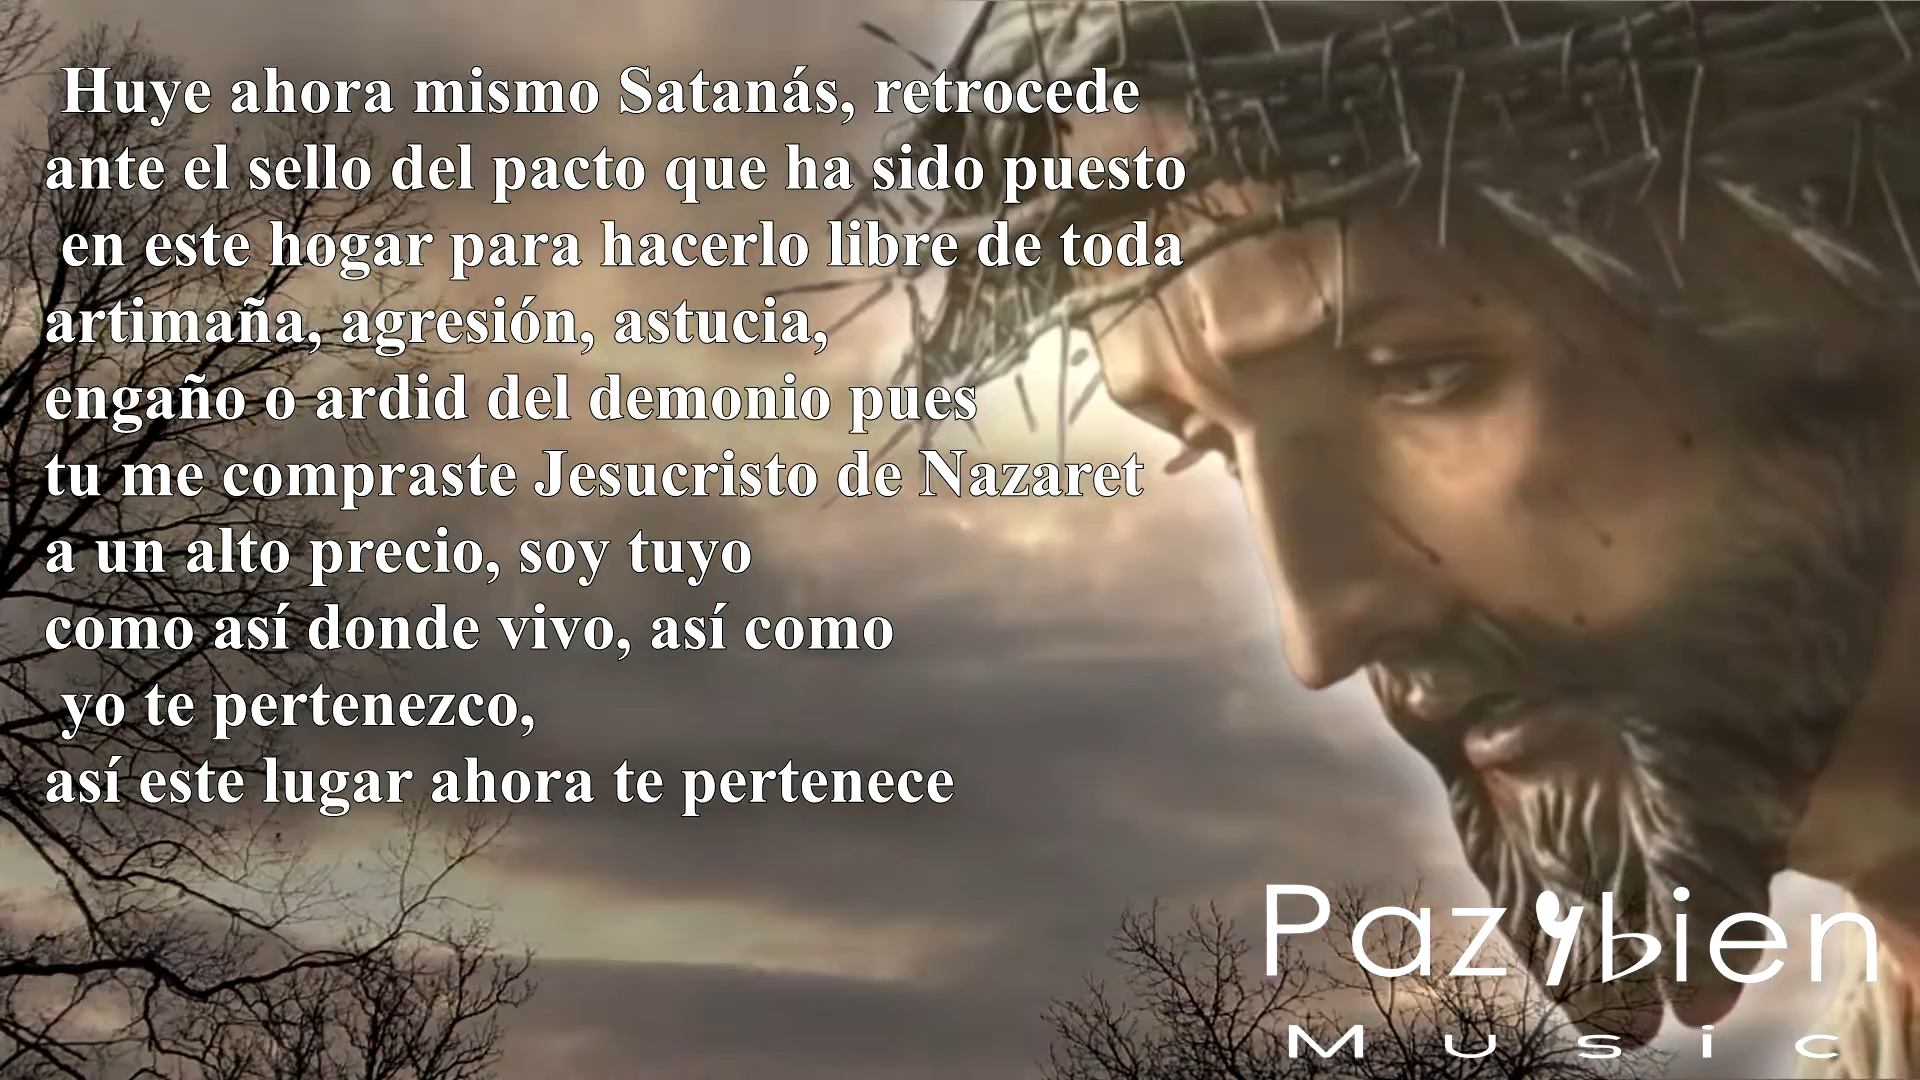 Huye ahora mismo Satanás, retrocede
ante el sello del pacto que ha sido puesto
en este hogar para hacerlo libre de toda
artimaña, agresión, astucia,
engaño o ardid del demonio pues
tu me compraste Jesucristo de Nazaret
a un alto precio, soy tuyo
como así donde vivo, así como
yo te pertenezco,
así este lugar ahora te pertenece
Pazybien
Music